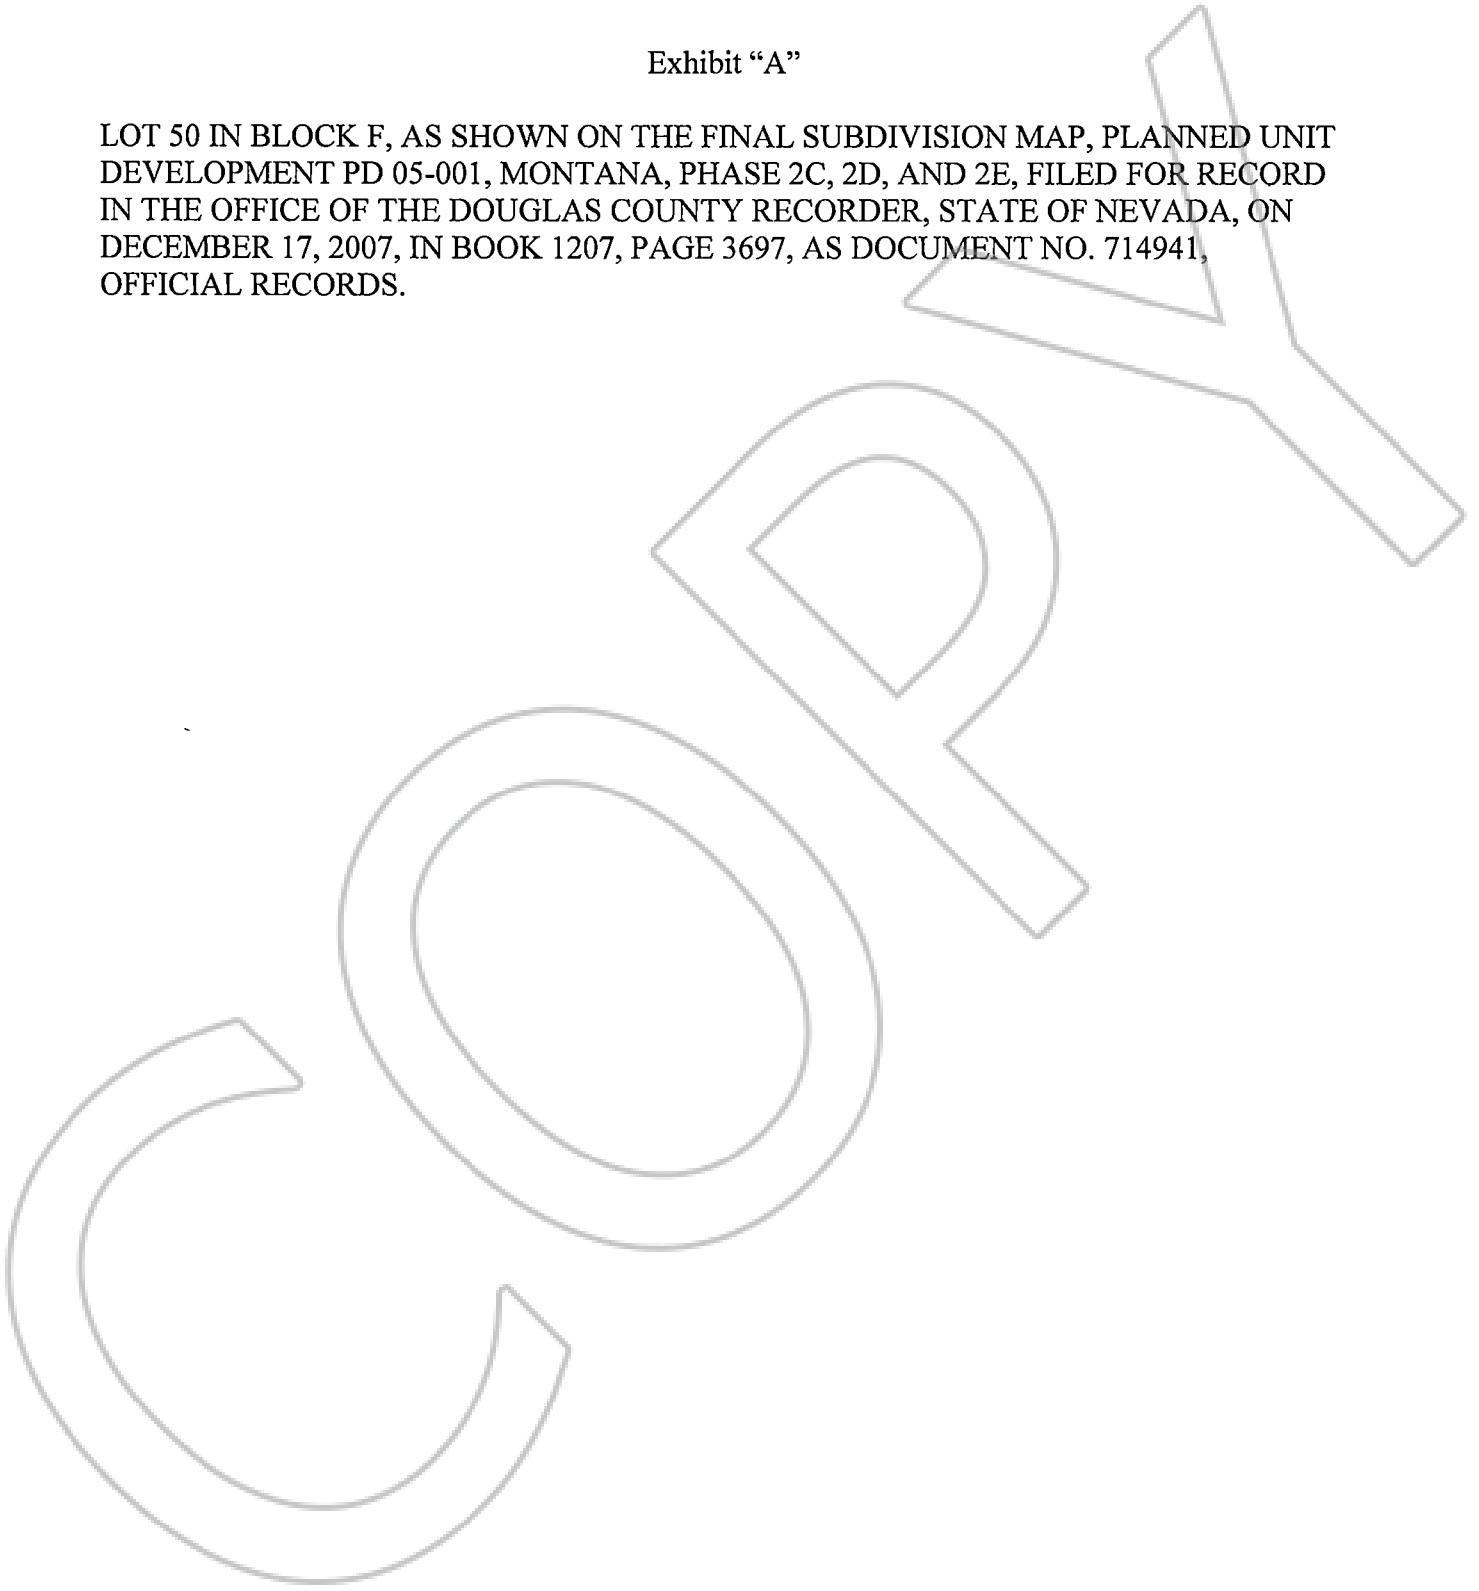 Exhibit “A”
LOT 50 IN BLOCK F, AS SHOWN ON THE FINAL SUBDIVISION MAP, PLANNED UNIT
DEVELOPMENT PD 05-001, MONTANA, PHASE 2C, 2D, AND 2E, FILED FOR RECORD
IN THE OFFICE OF THE DOUGLAS COUNTY RECORDER, STATE OF NEVADA, ON
DECEMBER 17, 2007, IN BOOK 1207, PAGE 3697, AS DOCUMENT NO. 714941,
OFFICIAL RECORDS.
COPY